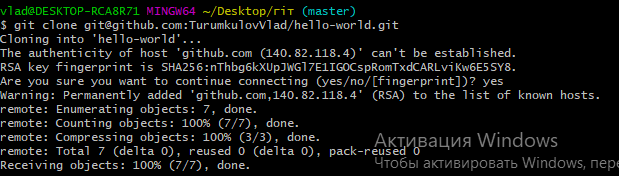 vlad@DESKTOP-RCA8R71 MINGW64 ~/Desktop/гіт (master)
$ git clone git@github.com:TurumkulovVlad/hello-world.git
Cloning into 'hello-world'...
The authenticity of host 'github.com (140.82.118.4)' can't be established.
RSA key fingerprint is SHA256:nThbg6kXUpJWGl7E1IGOCspRomTxdCARLviKw6E5SY8.
Are you sure you want to continue connecting (yes/no/[fingerprint])? yes
Warning: Permanently added 'github.com,140.82.118.4' (RSA) to the list of known hosts.
remote: Enumerating objects: 7, done.
remote: Counting objects: 100% (7/7), done.
remote: Compressing objects: 100% (3/3), done.
remote: Total 7 (delta 0), reused 0 (delta 0), pack-reused 0
Receiving objects: 100% (7/7), done.
Активация Windows
Чтобы активировать Windows, пере